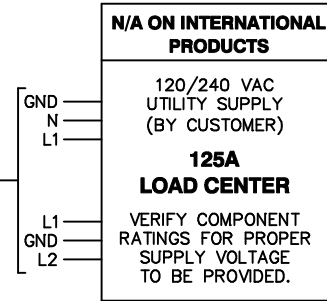 N/A ON INTERNATIONAL
PRODUCTS
120/240 VAC
UTILITY SUPPLY
(BY CUSTOMER)
125A
LOAD CENTER
VERIFY COMPONENT
RATINGS FOR PROPER
SUPPLY VOLTAGE
TO BE PROVIDED.
GND
N
L1
L1
GND
L2